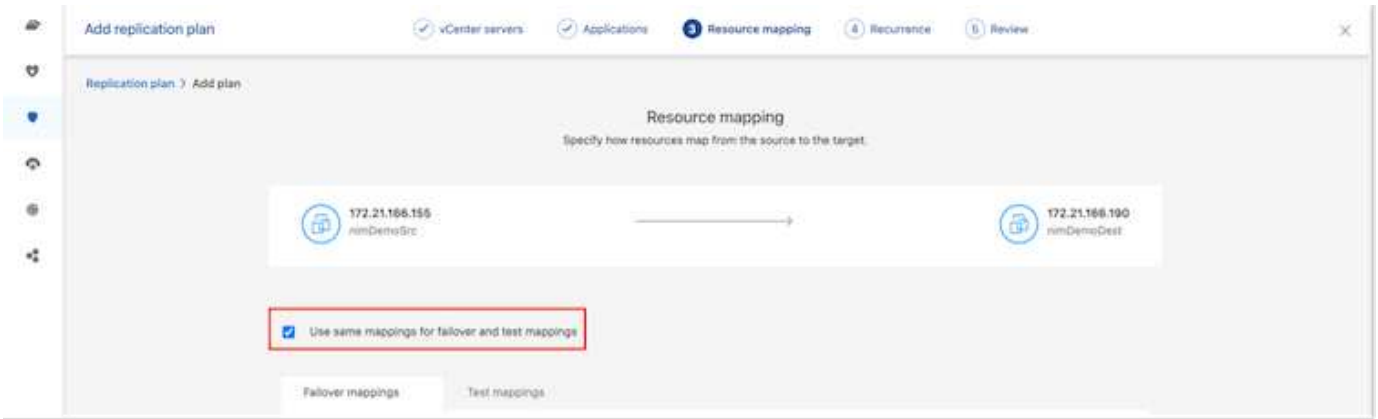 Add replication plan
vCenter servers
Applications
3 Resource mapping
4 Recurrence
5 Review
Replication plan > Add plan
Resource mapping
Specify how resources map from the source to the target.
172.21.166.155
nimDemoSrc
172.21.166.190
nimDemoDest
Use same mappings for failover and test mappings
Failover mappings
Test mappings